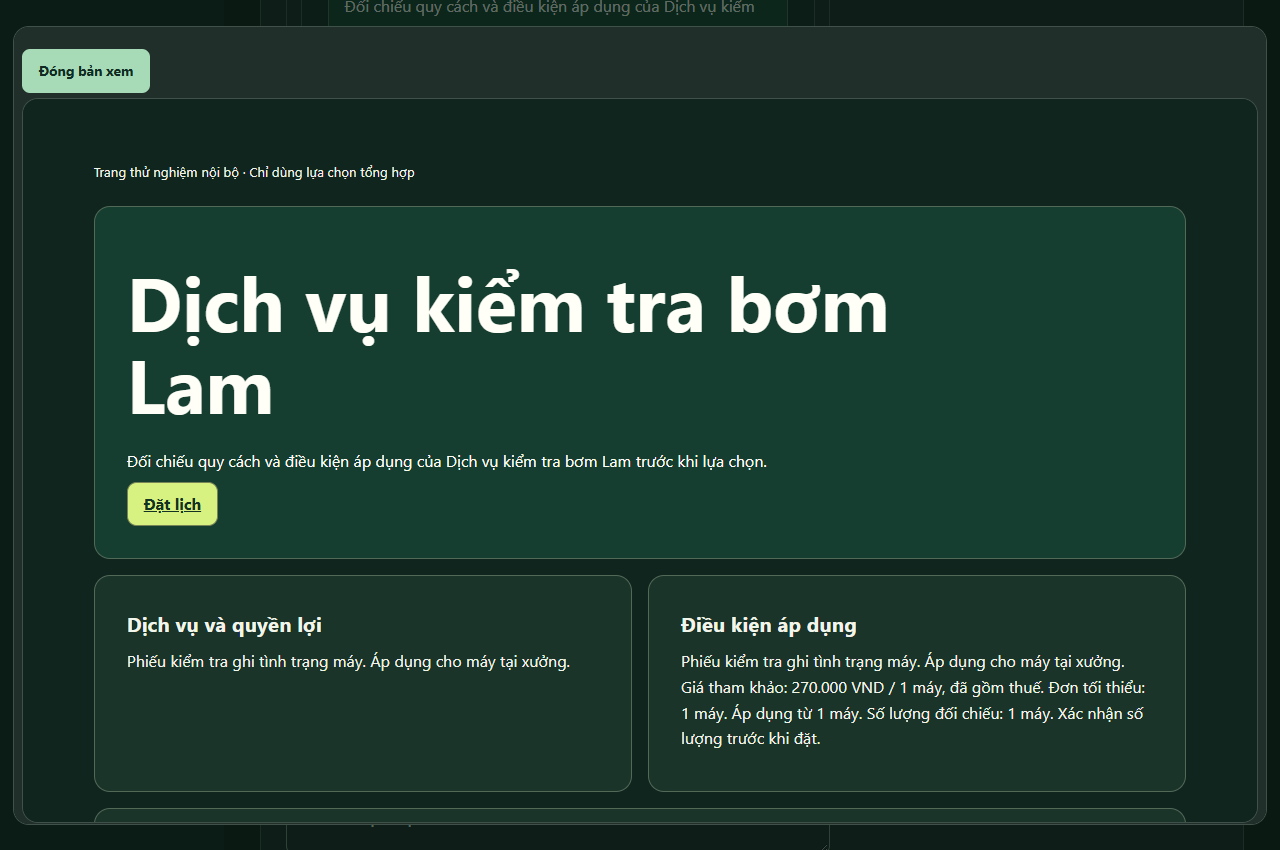 Đối chiếu quy cách và điều kiện áp dụng của Dịch vụ kiểm
Đóng bản xem
Trang thử nghiệm nội bộ · Chỉ dùng lựa chọn tổng hợp
Dịch vụ kiểm tra bơm
Lam
Đối chiếu quy cách và điều kiện áp dụng của Dịch vụ kiểm tra bơm Lam trước khi lựa chọn.
Đặt lịch
Dịch vụ và quyền lợi
Phiếu kiểm tra ghi tình trạng máy. Áp dụng cho máy tại xưởng.
Điều kiện áp dụng
Phiếu kiểm tra ghi tình trạng máy. Áp dụng cho máy tại xưởng.
Giá tham khảo: 270.000 VND / 1 máy, đã gồm thuế. Đơn tối thiểu:
1 máy. Áp dụng từ 1 máy. Số lượng đối chiếu: 1 máy. Xác nhận số
lượng trước khi đặt.